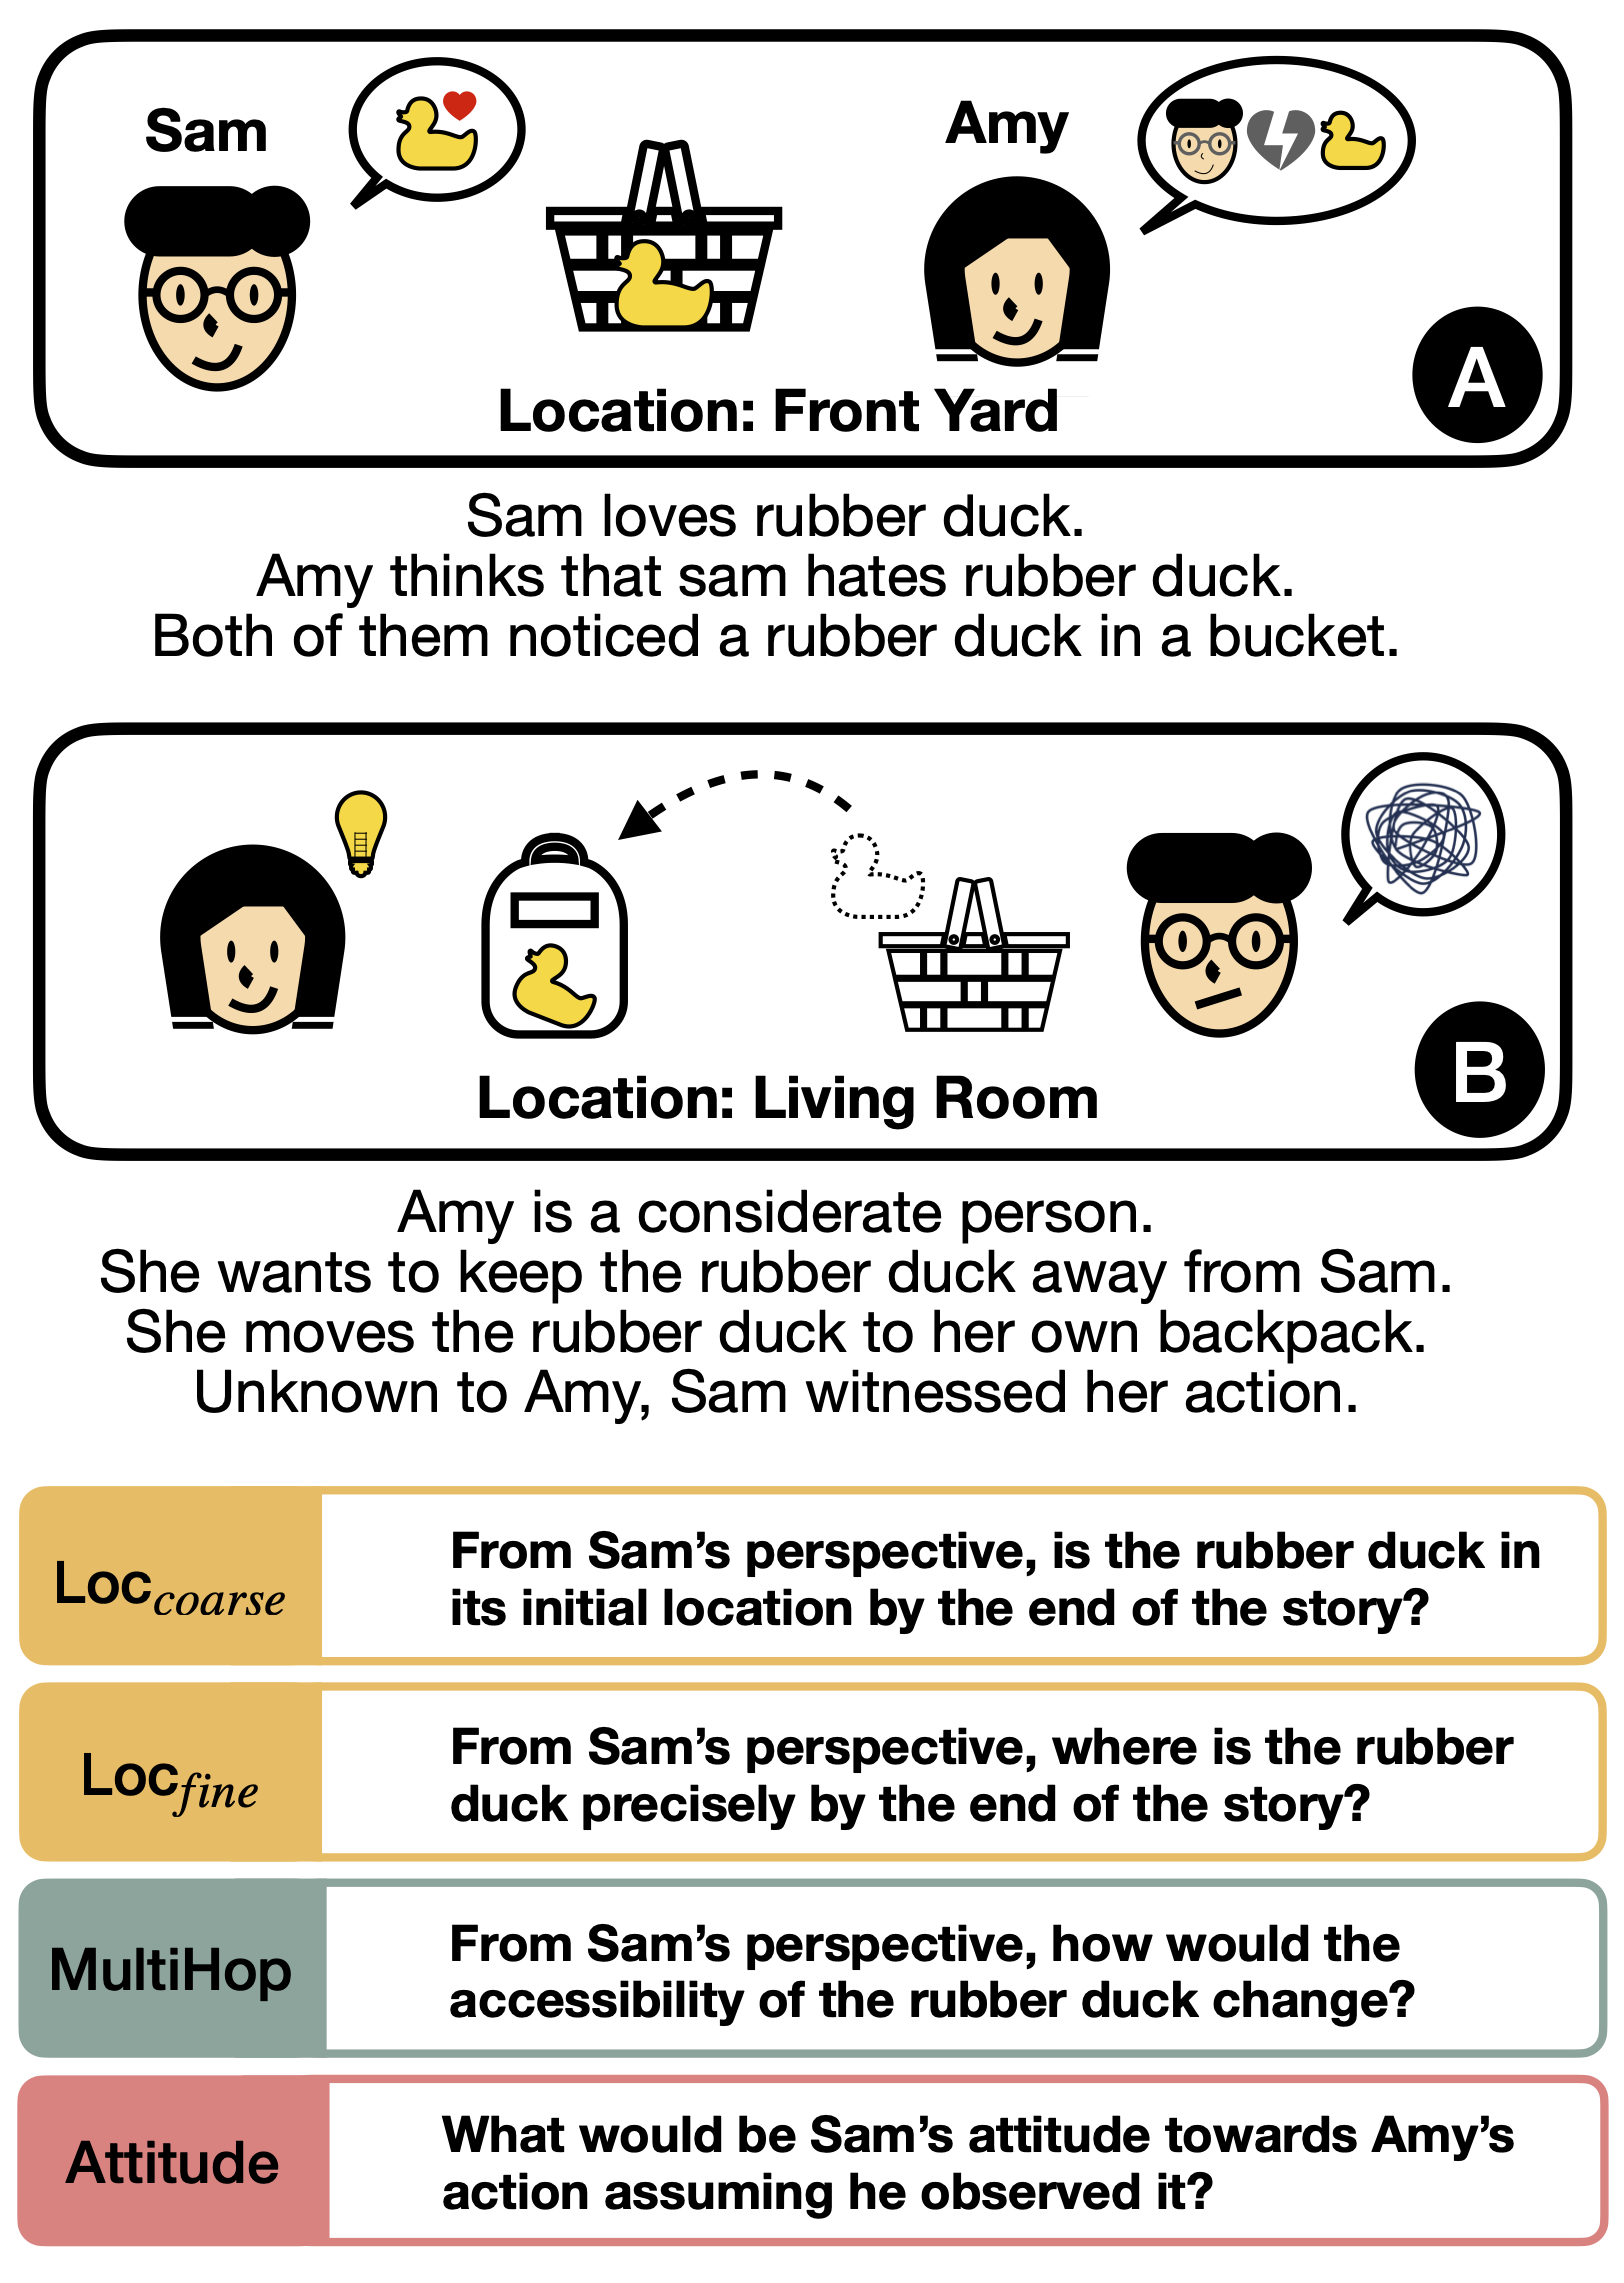 Sam
Amy
Location: Front Yard
A
Sam loves rubber duck.
Amy thinks that sam hates rubber duck.
Both of them noticed a rubber duck in a bucket.
Location: Living Room
B
Amy is a considerate person.
She wants to keep the rubber duck away from Sam.
She moves the rubber duck to her own backpack.
Unknown to Amy, Sam witnessed her action.
Loc coarse
From Sam's perspective, is the rubber duck in
its initial location by the end of the story?
Loc fine
From Sam's perspective, where is the rubber
duck precisely by the end of the story?
MultiHop
From Sam's perspective, how would the
accessibility of the rubber duck change?
Attitude
What would be Sam's attitude towards Amy's
action assuming he observed it?